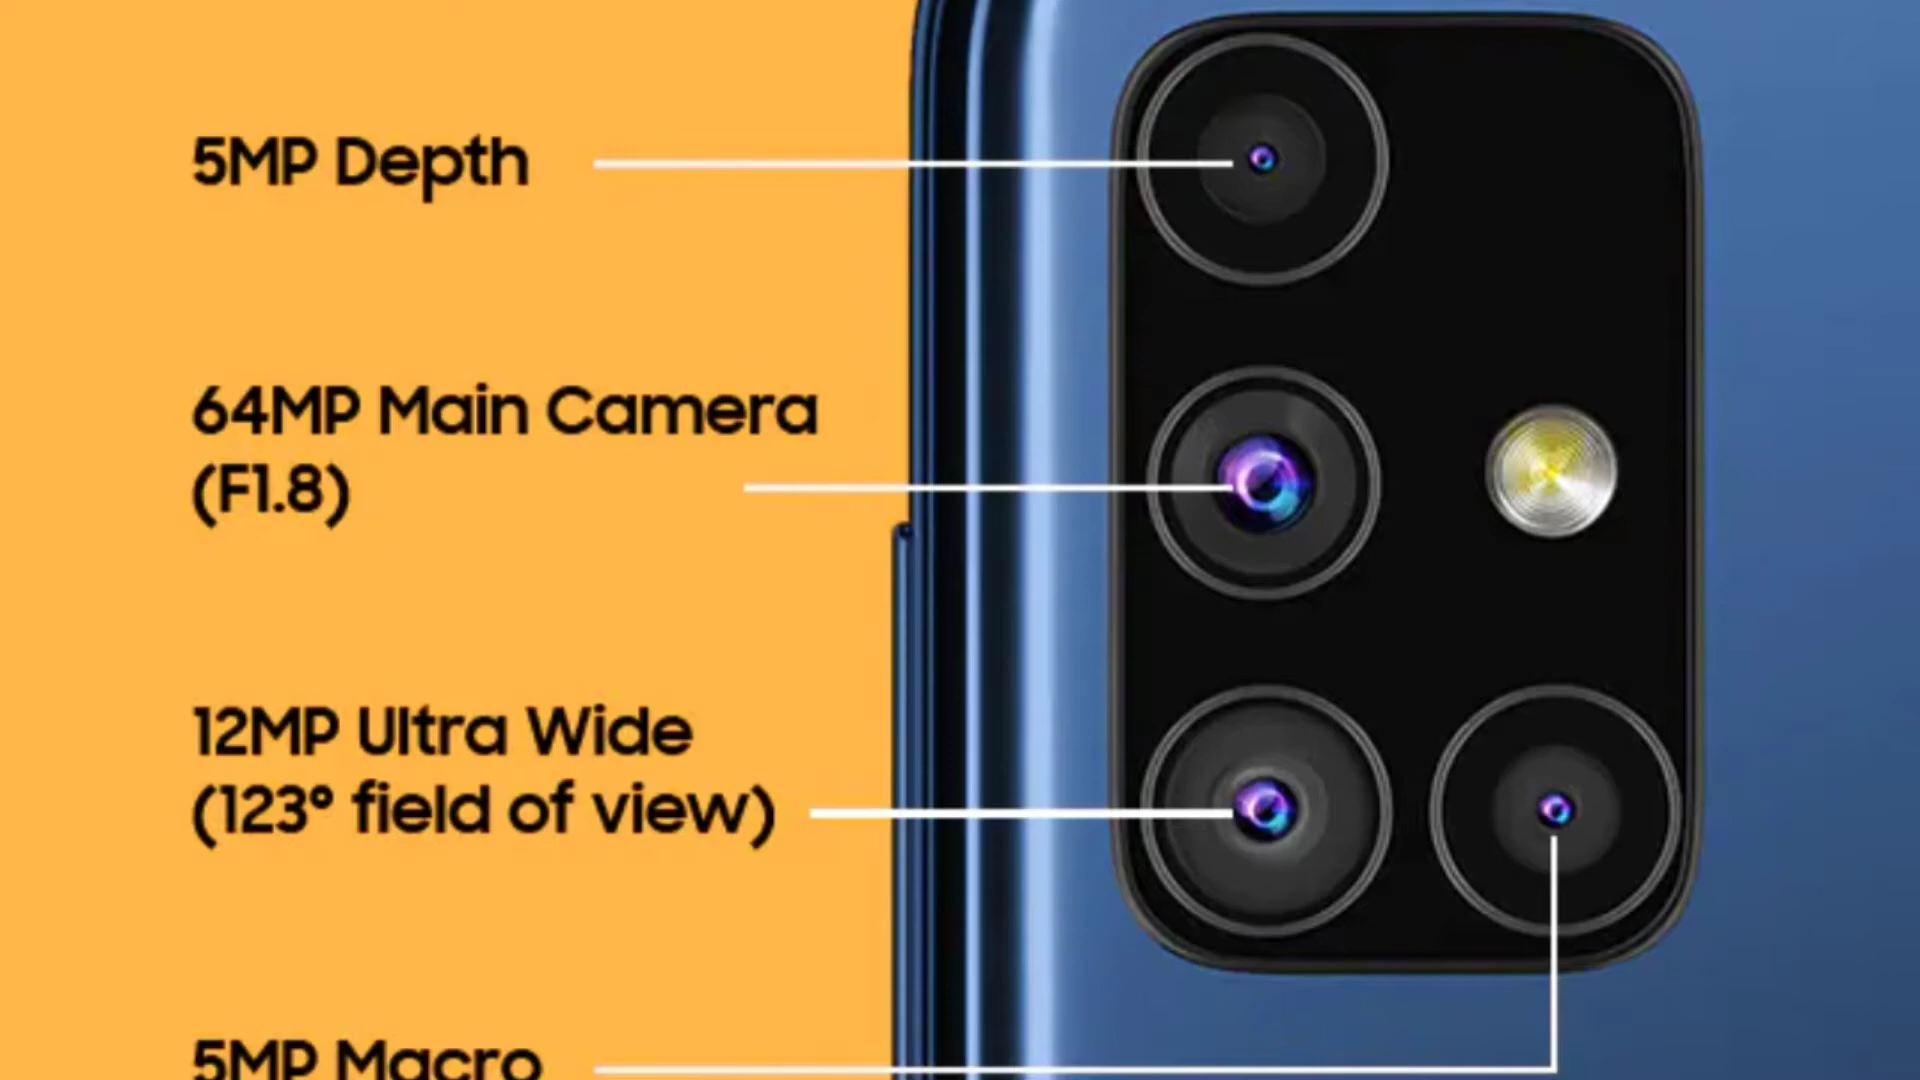 5MP Depth
64MP Main Camera
(F1.8)
12MP Ultra Wide
(123° field of view)
5MP Macro